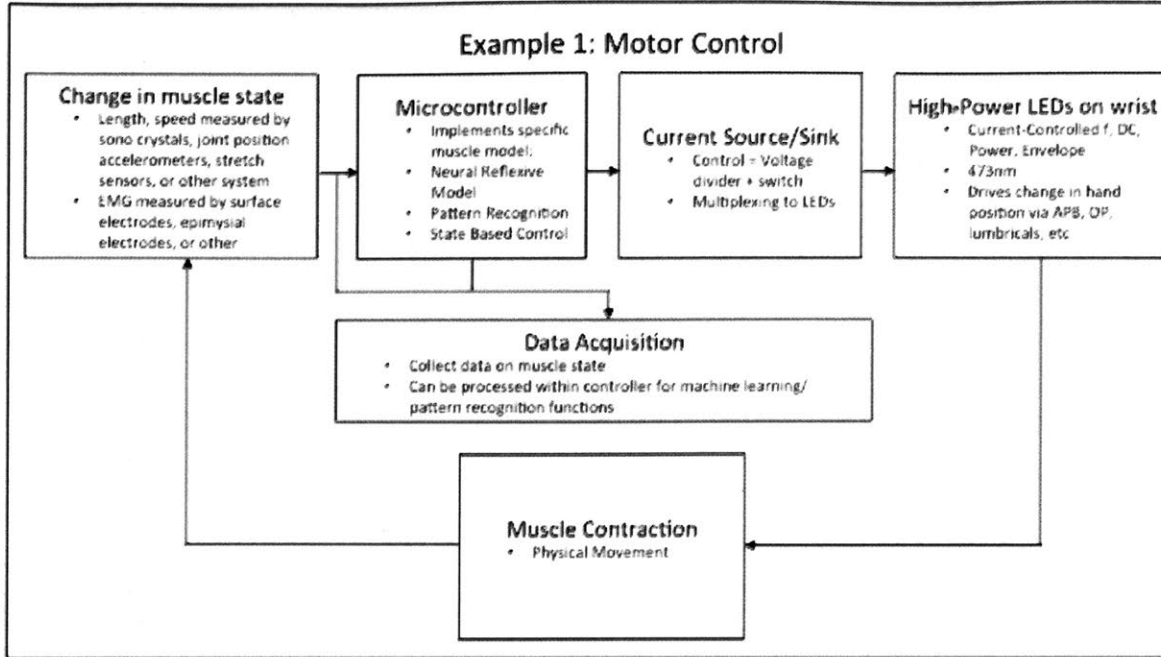 Example 1: Motor Control
Change in muscle state
• Length, speed measured by
sono crystals, joint position
accelerometers, stretch
sensors, or other system
• EMG measured by surface
electrodes, epimysial
electrodes, or other
Microcontroller
• Implements specific
muscle model:
• Neural Reflexive
Model
• Pattern Recognition
• State Based Control
Current Source/Sink
• Control = Voltage
divider + switch
• Multiplexing to LEDs
High-Power LEDs on wrist
• Current-Controlled f, DC,
Power, Envelope
• 473nm
• Drives change in hand
position via APB, OP,
lumbricals, etc
Data Acquisition
• Collect data on muscle state
• Can be processed within controller for machine learning/
pattern recognition functions
Muscle Contraction
• Physical Movement